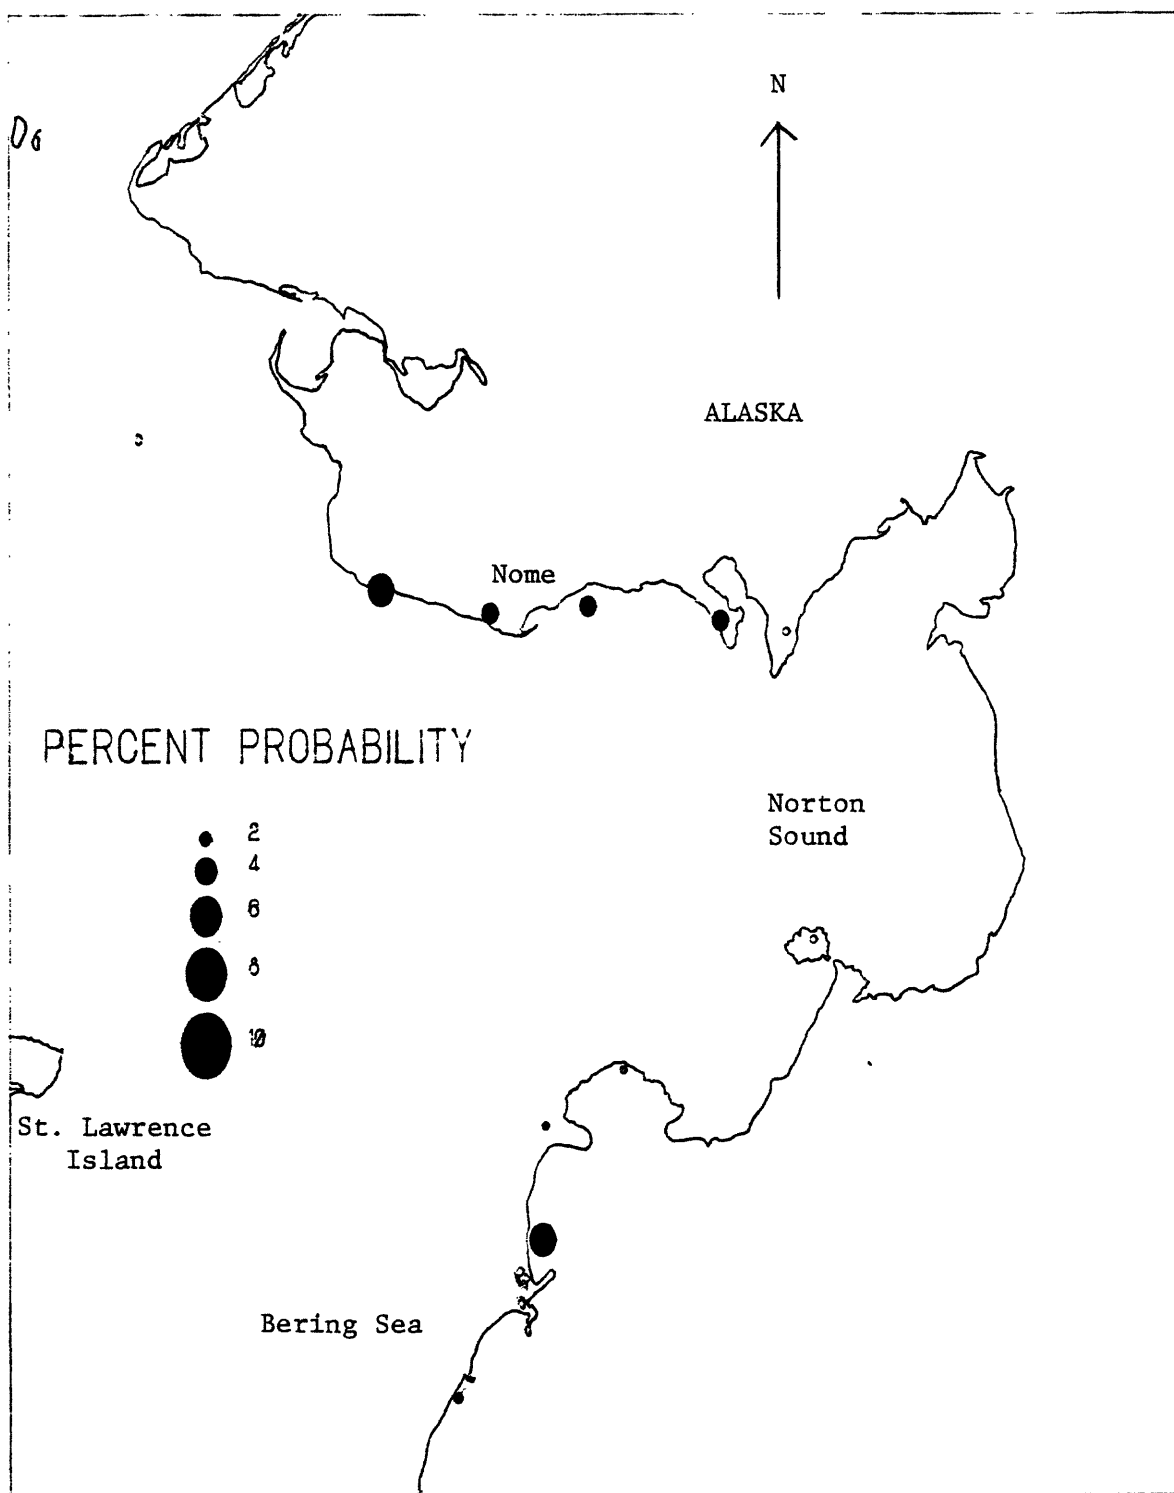 N
ALASKA
Nome
PERCENT PROBABILITY
2
4
6
8
10
Norton
Sound
St. Lawrence
Island
Bering Sea